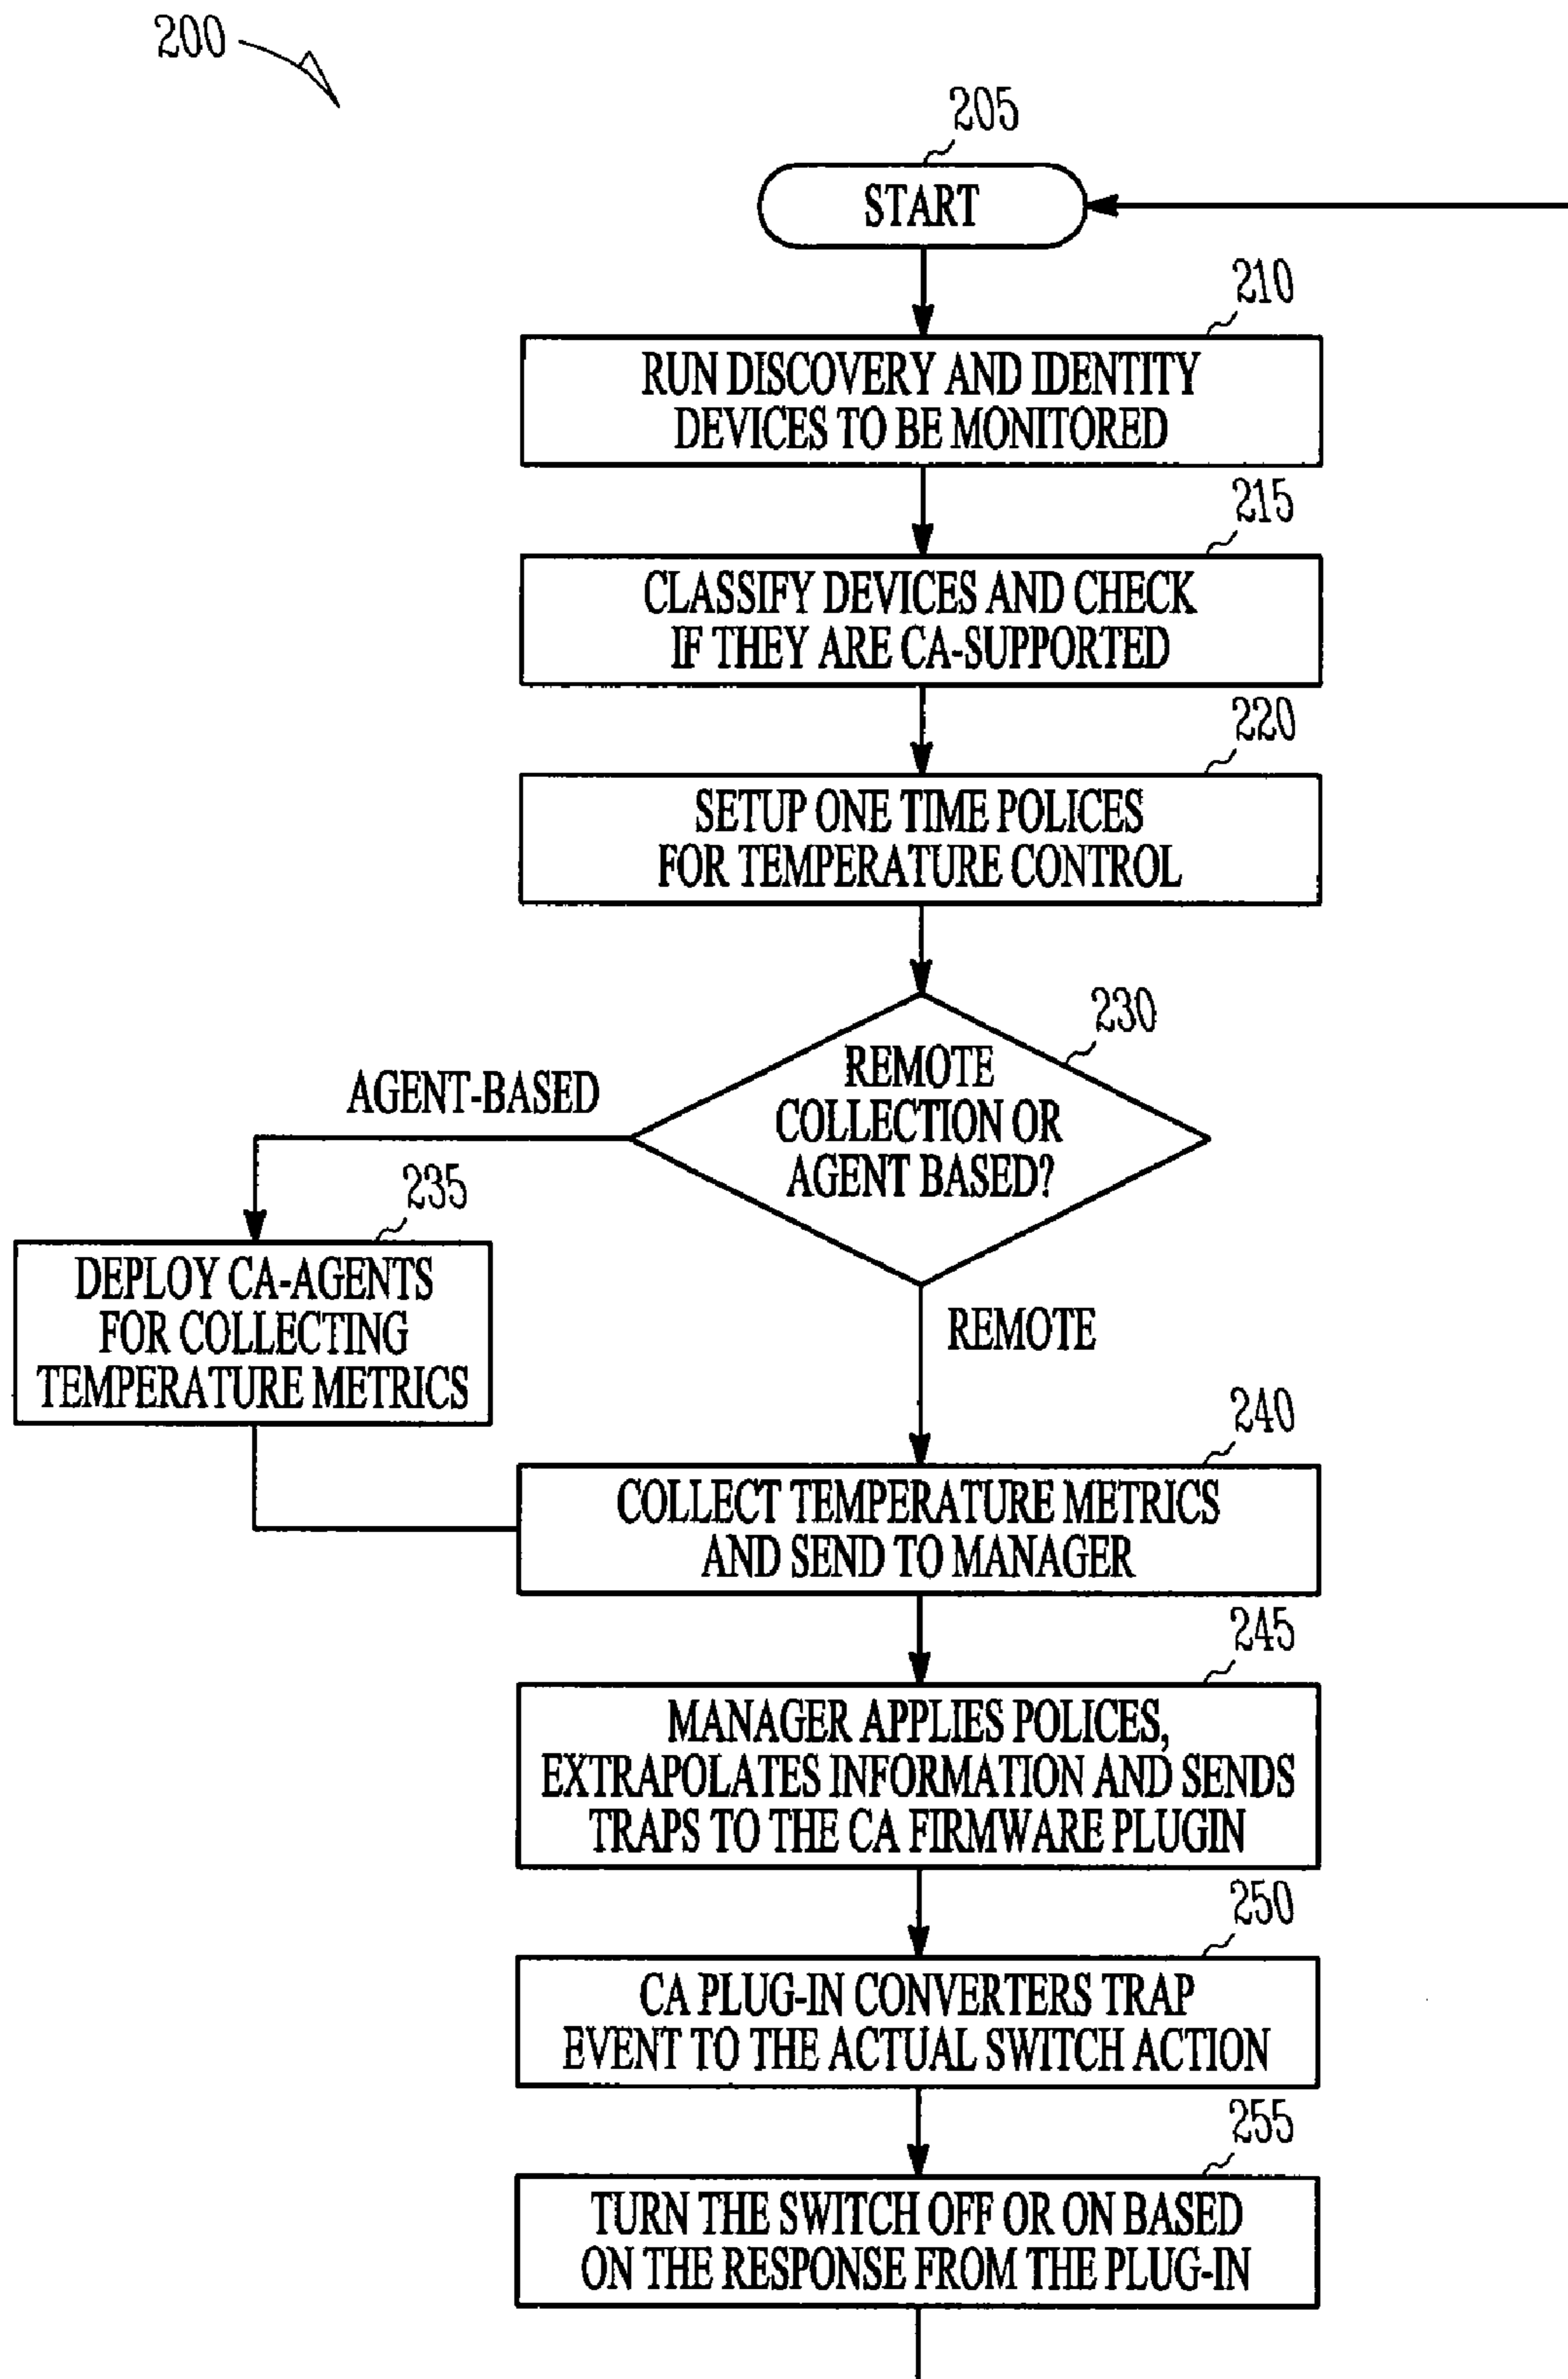 200
205
START
210
RUN DISCOVERY AND IDENTITY
DEVICES TO BE MONITORED
215
CLASSIFY DEVICES AND CHECK
IF THEY ARE CA-SUPPORTED
220
SETUP ONE TIME POLICES
FOR TEMPERATURE CONTROL
230
REMOTE
COLLECTION OR
AGENT BASED?
AGENT-BASED
235
DEPLOY CA-AGENTS
FOR COLLECTING
TEMPERATURE METRICS
REMOTE
240
COLLECT TEMPERATURE METRICS
AND SEND TO MANAGER
245
MANAGER APPLIES POLICES,
EXTRAPOLATES INFORMATION AND SENDS
TRAPS TO THE CA FIRMWARE PLUGIN
250
CA PLUG-IN CONVERTERS TRAP
EVENT TO THE ACTUAL SWITCH ACTION
255
TURN THE SWITCH OFF OR ON BASED
ON THE RESPONSE FROM THE PLUG-IN